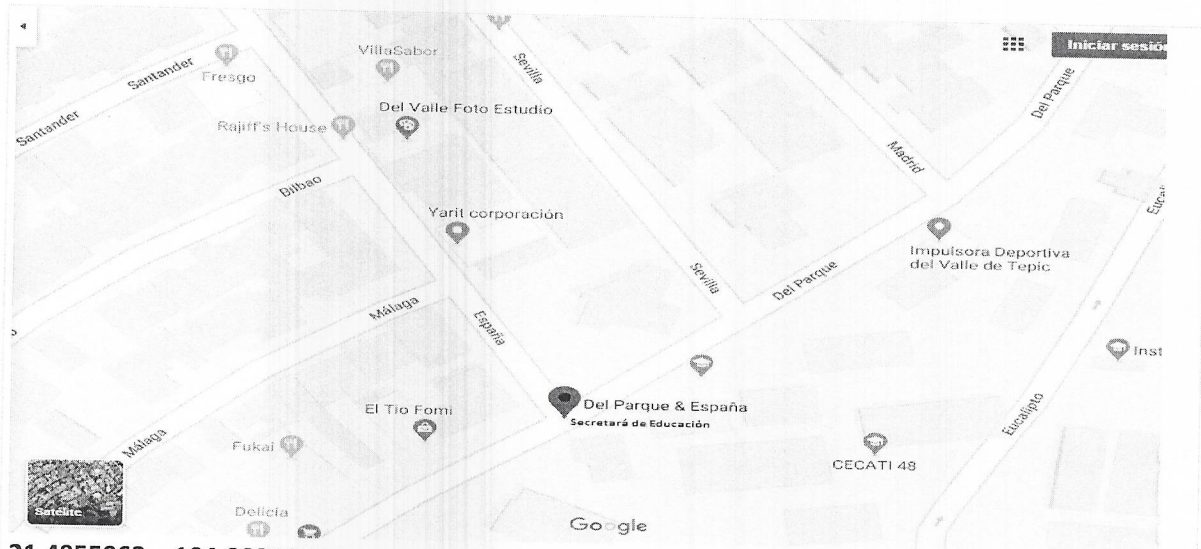 VillaSabor
Iniciar sesión
Santander
Fresgo
Sevilla
Del Parque
Del Valle Foto Estudio
Santander
Rajiff's House
Madrid
Bilbao
Yarit corporación
Impulsora Deportiva
del Valle de Tepic
Sevilla
Del Parque
Málaga
España
Inst
Del Parque & España
Secretará de Educación
El Tio Fomi
Eucalipto
Málaga
Fukai
CECATI 48
Satélite
Delicia
Google